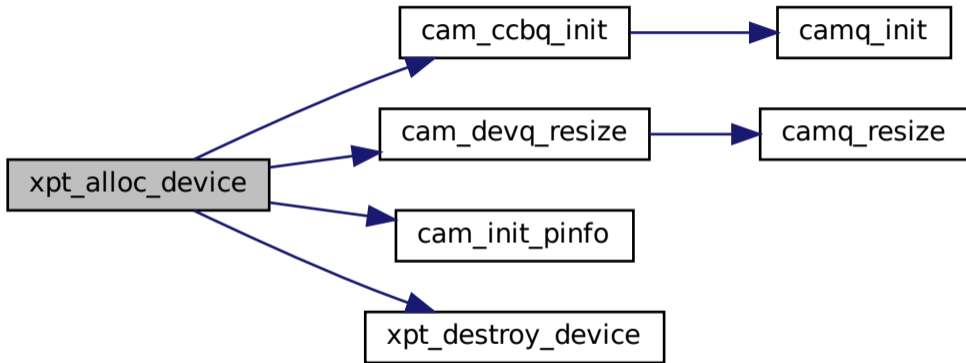 cam_ccbq_init
camq_init
cam_devq_resize
camq_resize
xpt_alloc_device
cam_init_pinfo
xpt_destroy_device